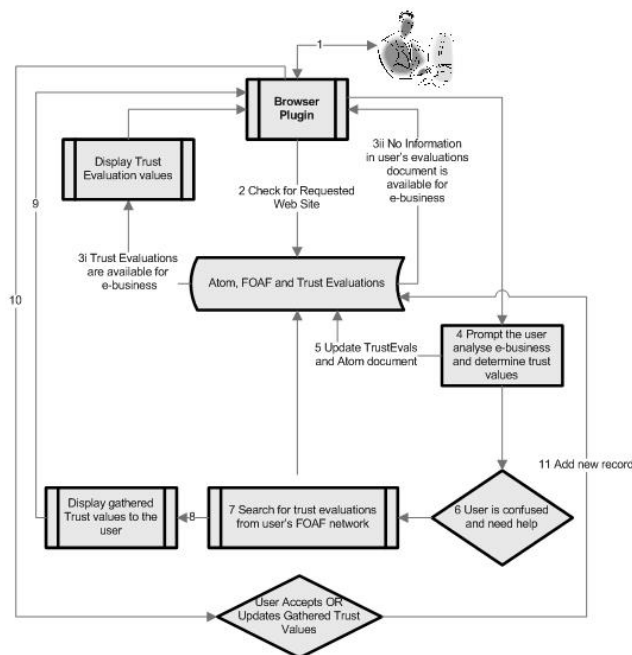 1
Browser
Plugin
3ii No Information
in user's evaluations
document is
available for
e-business
Display Trust
Evaluation values
2 Check for Requested
Web Site
9
3i Trust Evaluations
are available for
e-business
Atom, FOAF and Trust Evaluations
10
4 Prompt the user
analyse e-business
and determine trust
values
5 Update TrustEvals
and Atom document
11 Add new record
Display gathered
Trust values to the
user
8
7 Search for trust evaluations
from user's FOAF network
6 User is confused
and need help
User Accepts OR
Updates Gathered Trust
Values